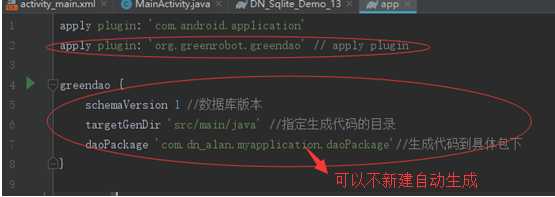 activity_main.xml
MainActivity.java
DN_Sqlite_Demo_13
app
1 apply plugin: 'com.android.application'
2 apply plugin: 'org.greenrobot.greendao' // apply plugin
3
4 greendao {
5 schemaVersion 1 //数据库版本
6 targetGenDir 'src/main/java' //指定生成代码的目录
7 daoPackage 'com.dn_alan.myapplication.daoPackage'//生成代码到具体包下
8 }
9
可以不新建自动生成